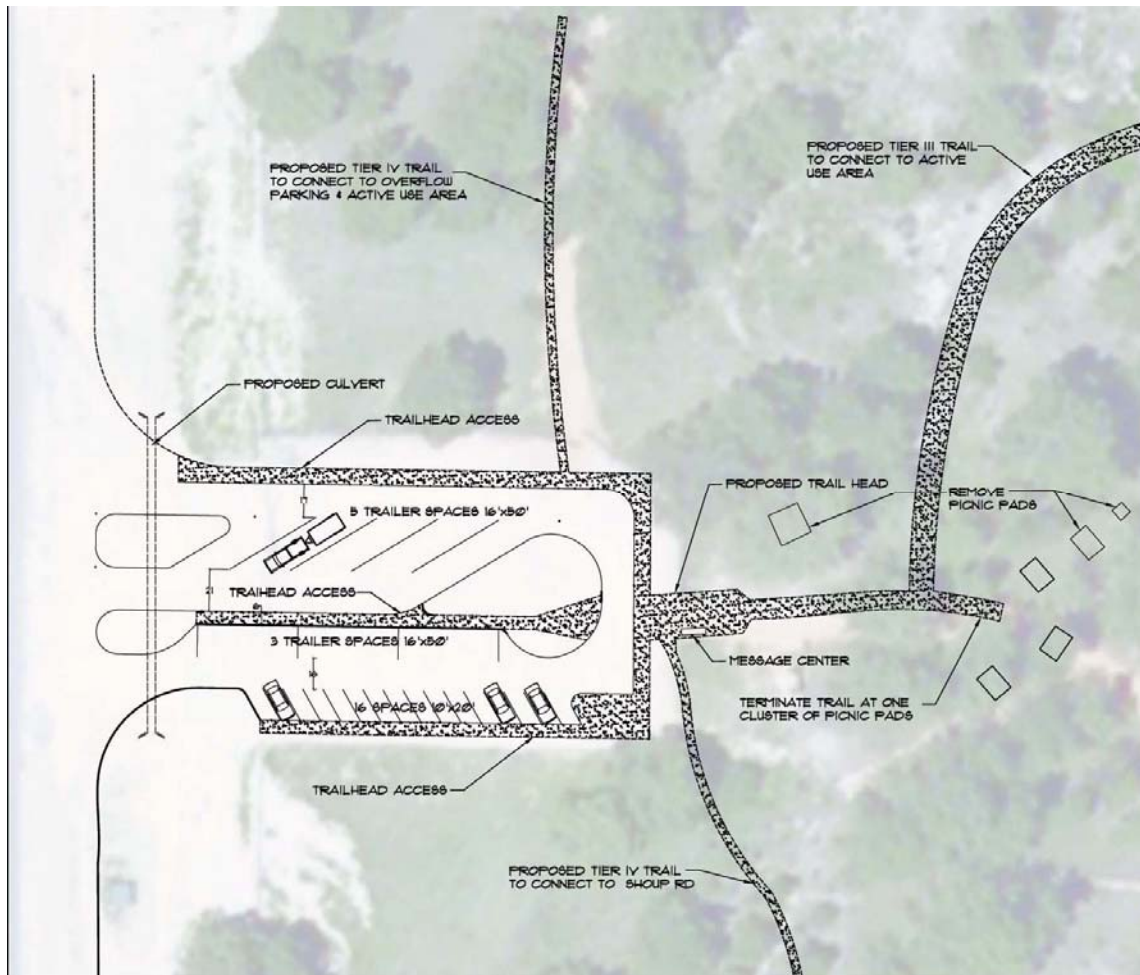 PROPOSED TIER IV TRAIL
TO CONNECT TO OVERFLOW
PARKING & ACTIVE USE AREA
PROPOSED TIER III TRAIL
TO CONNECT TO ACTIVE
USE AREA
PROPOSED CULVERT
TRAILHEAD ACCESS
PROPOSED TRAIL HEAD
REMOVE
PICNIC PADS
5 TRAILER SPACES 16'x50'
TRAIHEAD ACCESS
3 TRAILER SPACES 16'x50'
MESSAGE CENTER
16 SPACES 10'x20'
TERMINATE TRAIL AT ONE
CLUSTER OF PICNIC PADS
TRAILHEAD ACCESS
PROPOSED TIER IV TRAIL
TO CONNECT TO SHOUP RD